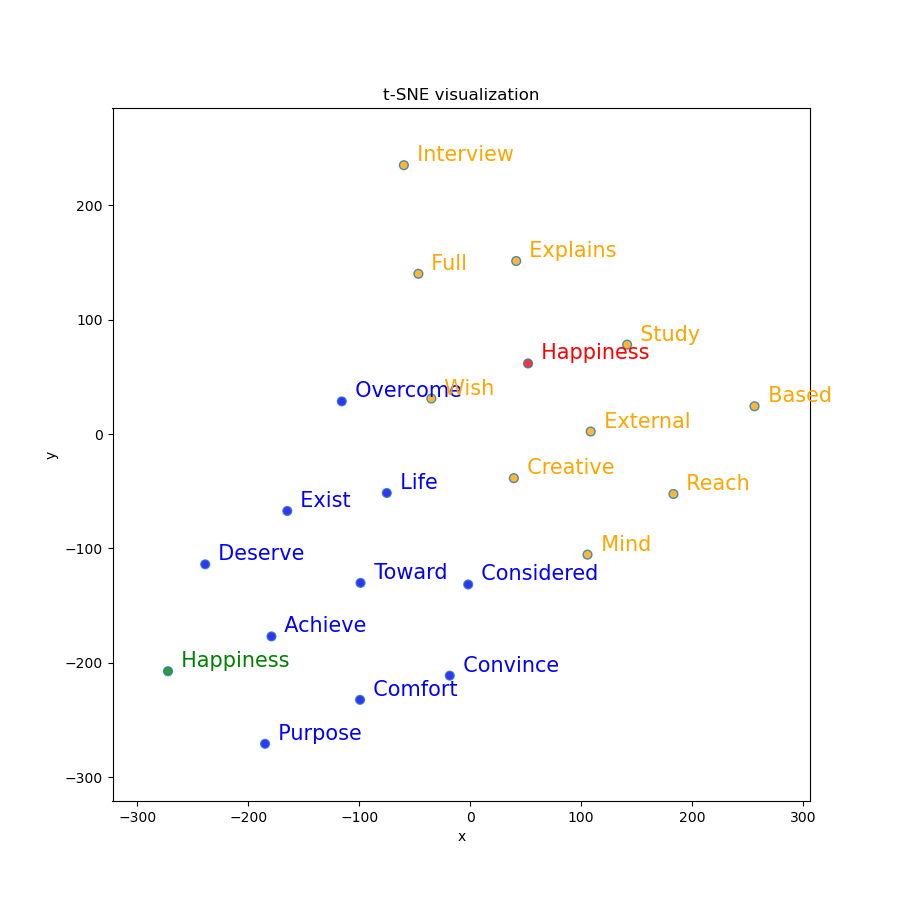 t-SNE visualization
Interview
Explains
Full
Study
Happiness
Wish
Overcome
Based
External
Creative
Life
Reach
Exist
Mind
Deserve
Toward
Considered
Achieve
Happiness
Convince
Comfort
Purpose
200
100
0
−100
−200
−300
y
−300 −200 −100 0 100 200 300
x